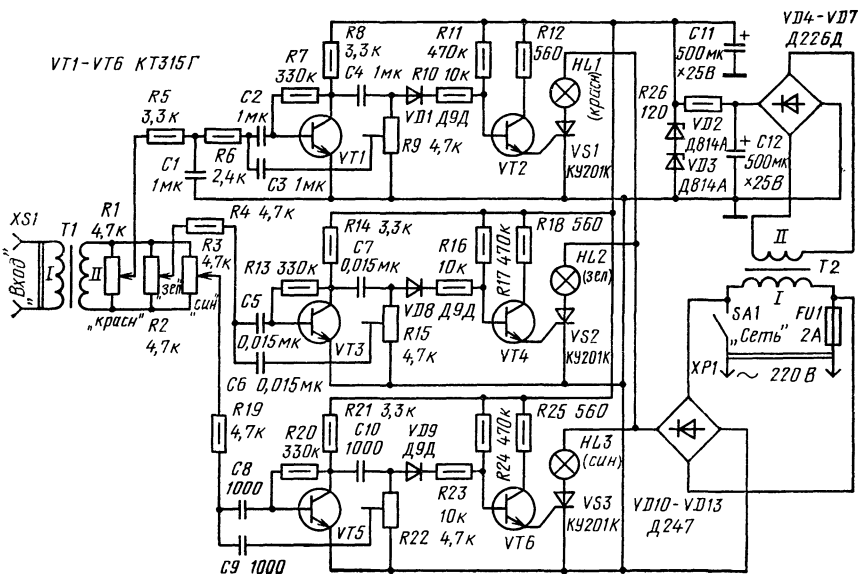 VT1-VT6 КТ315Г
R5
3,3к
C1
1мк
R6
2,4к
C2
1мк
R7
330к
R8
3,3к
C4 1мк
C3 1мк
VT1
VD1 Д9Д
R10 10к
R9 4,7к
R11
470к
R12
560
VT2
HL1
(красн)
VS1
КУ201К
C11
500мк
×25В
VD4-VD7
Д226Д
R26
120
VD2
Д814А
VD3
Д814А
C12
500мк
×25В
XS1
„Вход"
T1
I
II
R1
4,7к
R4 4,7к
R3
4,7к
„зел"
„син"
„красн"
R2
4,7к
R14 3,3к
C7
0,015мк
R13 330к
C5
0,015мк
C6
0,015мк
VT3
VD8
Д9Д
R15
4,7к
R16
10к
R17 470к
R18 560
VT4
HL2
(зел)
VS2
КУ201К
II
T2
I
SA1
„Сеть"
FU1
2А
XP1
~ 220 В
R19
4,7к
R20
330к
R21 3,3к
C10
1000
C8
1000
C9 1000
VT5
VD9
Д9Д
R22
4,7к
R23
10к
R24 470к
R25 560
VT6
HL3
(син)
VS3
КУ201К
VD10-VD13
Д247